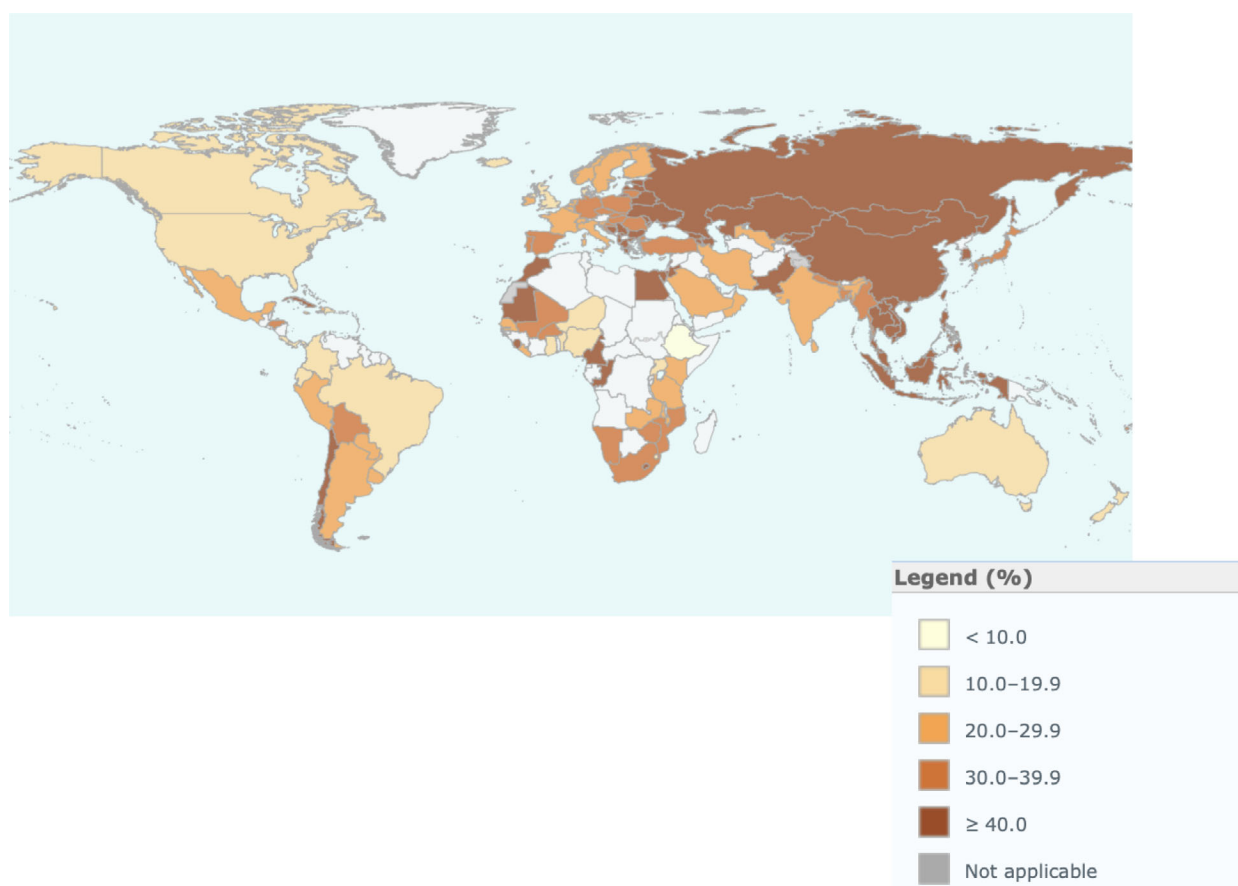 Legend (%)
< 10.0
10.0–19.9
20.0–29.9
30.0–39.9
≥ 40.0
Not applicable